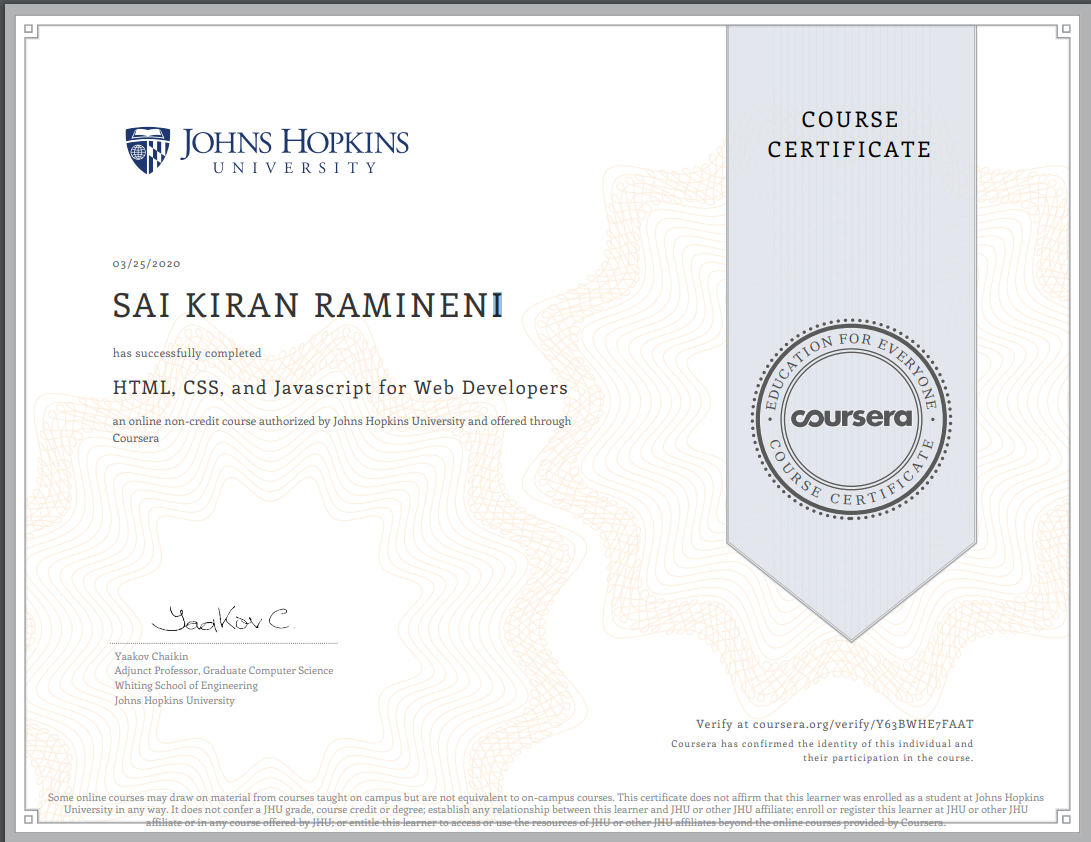 JOHNS HOPKINS
UNIVERSITY
COURSE
CERTIFICATE
03/25/2020
SAI KIRAN RAMINENI
has successfully completed
HTML, CSS, and Javascript for Web Developers
an online non-credit course authorized by Johns Hopkins University and offered through
Coursera
EDUCATION FOR EVERYONE
coursera
COURSE CERTIFICATE
Yaakov C.
Yaakov Chaikin
Adjunct Professor, Graduate Computer Science
Whiting School of Engineering
Johns Hopkins University
Verify at coursera.org/verify/Y63BWHE7FAAT
Coursera has confirmed the identity of this individual and
their participation in the course.
Some online courses may draw on material from courses taught on campus but are not equivalent to on-campus courses. This certificate does not affirm that this learner was enrolled as a student at Johns Hopkins
University in any way. It does not confer a JHU grade, course credit or degree; establish any relationship between this learner and JHU or other JHU affiliate; enroll or register this learner at JHU or other JHU
affiliate or in any course offered by JHU; or entitle this learner to access or use the resources of JHU or other JHU affiliates beyond the online courses provided by Coursera.